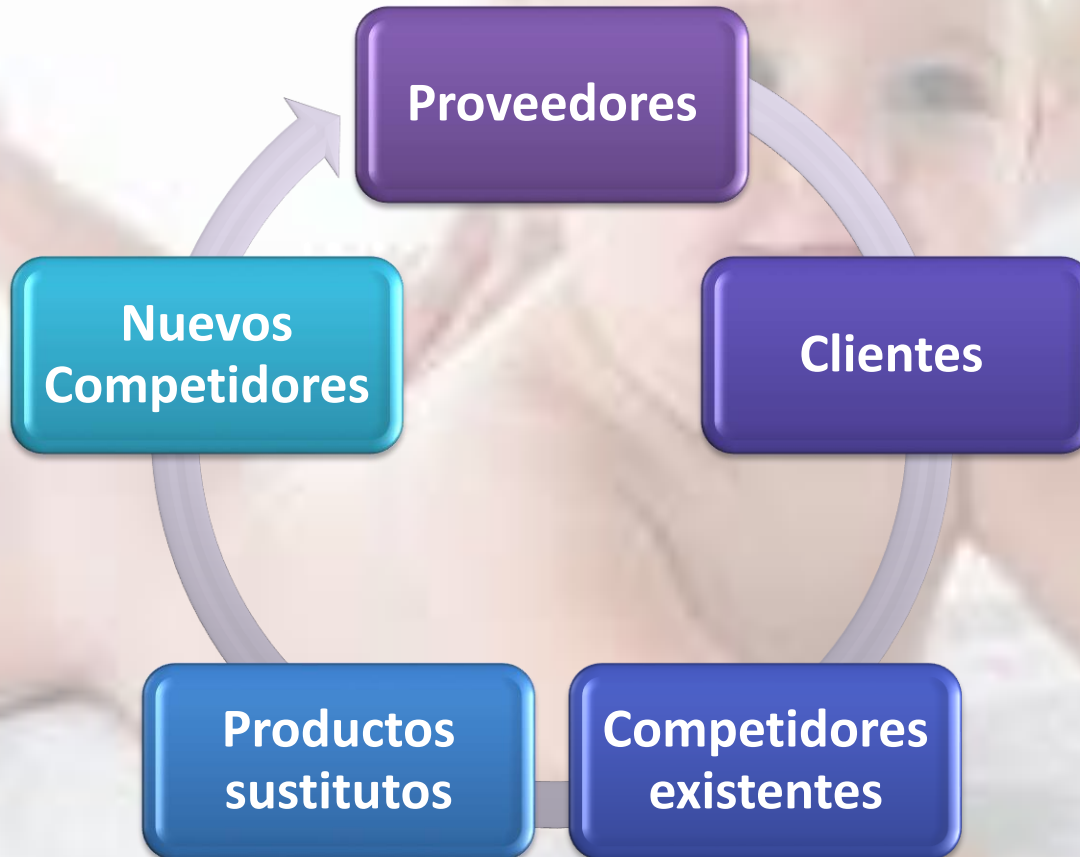 Proveedores
Clientes
Competidores
existentes
Productos
sustitutos
Nuevos
Competidores